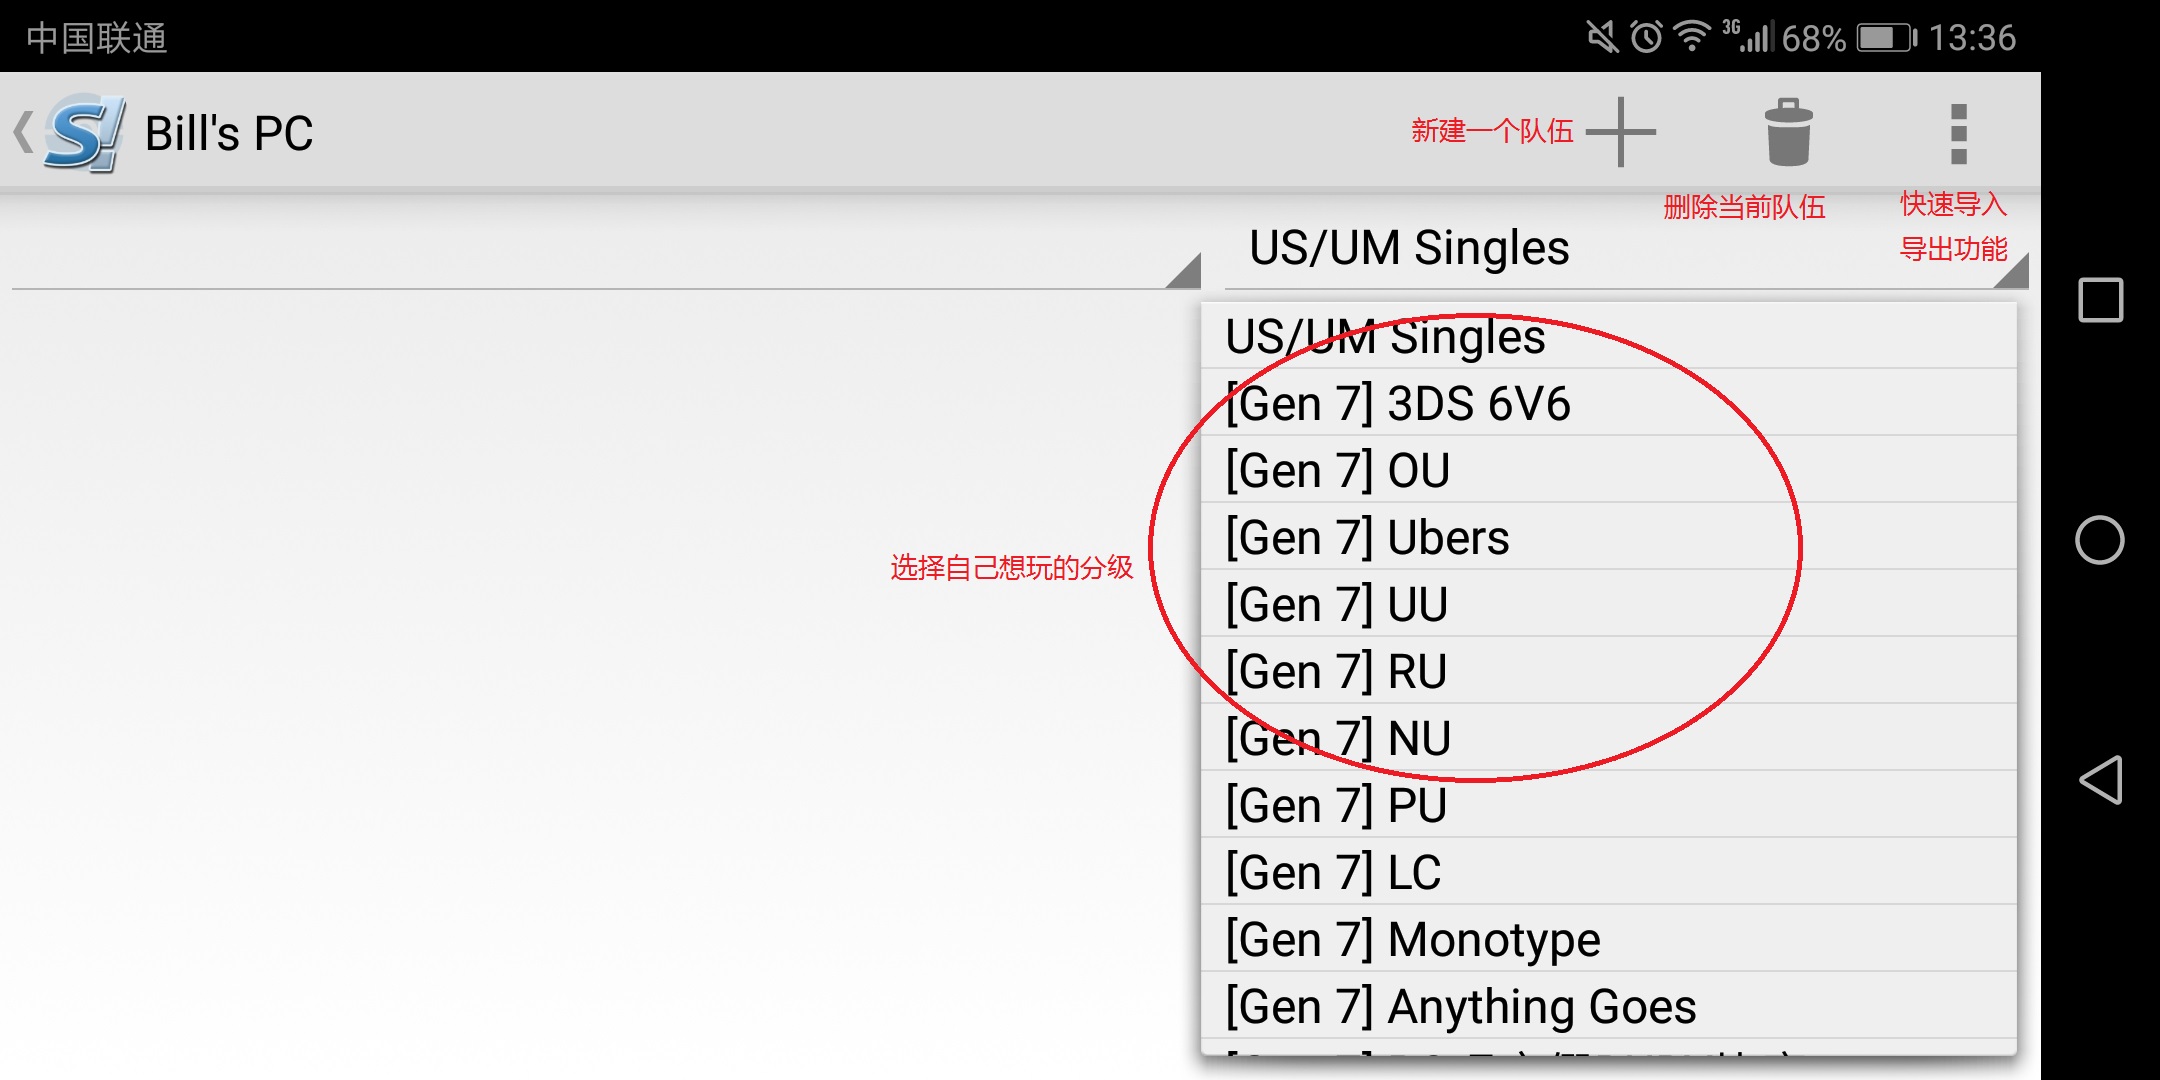 中国联通
3G 68% 13:36
S!
Bill's PC
新建一个队伍
删除当前队伍
快速导入
导出功能
US/UM Singles
US/UM Singles
[Gen 7] 3DS 6V6
[Gen 7] OU
[Gen 7] Ubers
[Gen 7] UU
[Gen 7] RU
[Gen 7] NU
[Gen 7] PU
[Gen 7] LC
[Gen 7] Monotype
[Gen 7] Anything Goes
选择自己想玩的分级